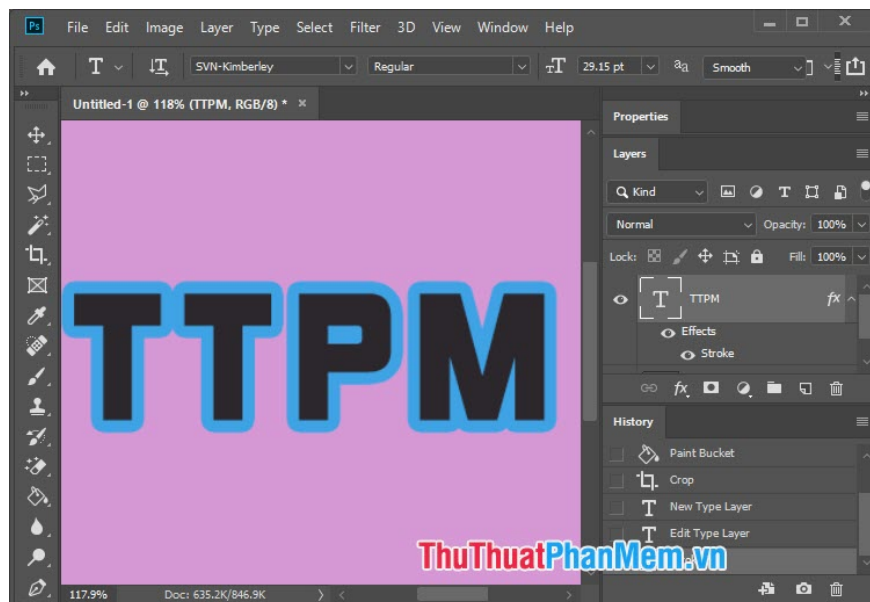 Ps File Edit Image Layer Type Select Filter 3D View Window Help
T SVN-Kimberley Regular 29.15 pt aa Smooth
Untitled-1 @ 118% (TTPM, RGB/8) * ×
Properties
Layers
Kind
Normal Opacity: 100%
Lock: Fill: 100%
T TTPM fx
Effects
Stroke
fx
TTPM
History
Paint Bucket
Crop
T New Type Layer
T Edit Type Layer
ThuThuatPhanMem.vn
117.9% Doc: 635.2K/846.9K